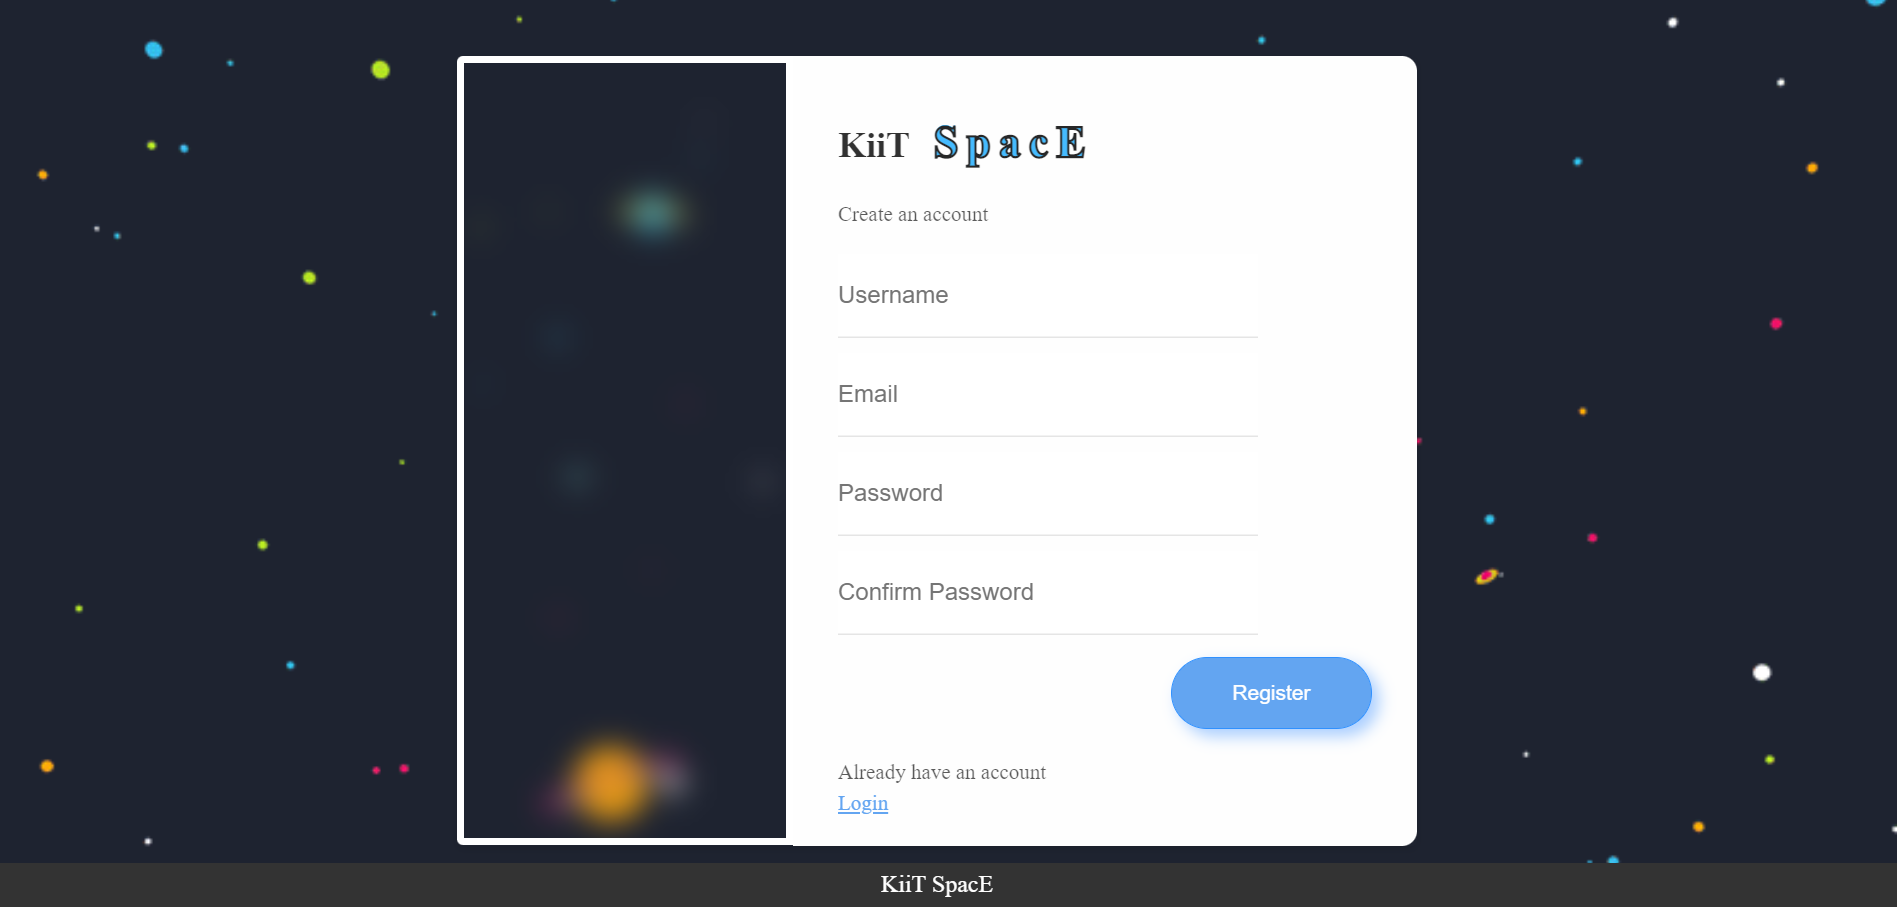 KiiT SpacE
Create an account
Username
Email
Password
Confirm Password
Register
Already have an account
Login
KiiT SpacE